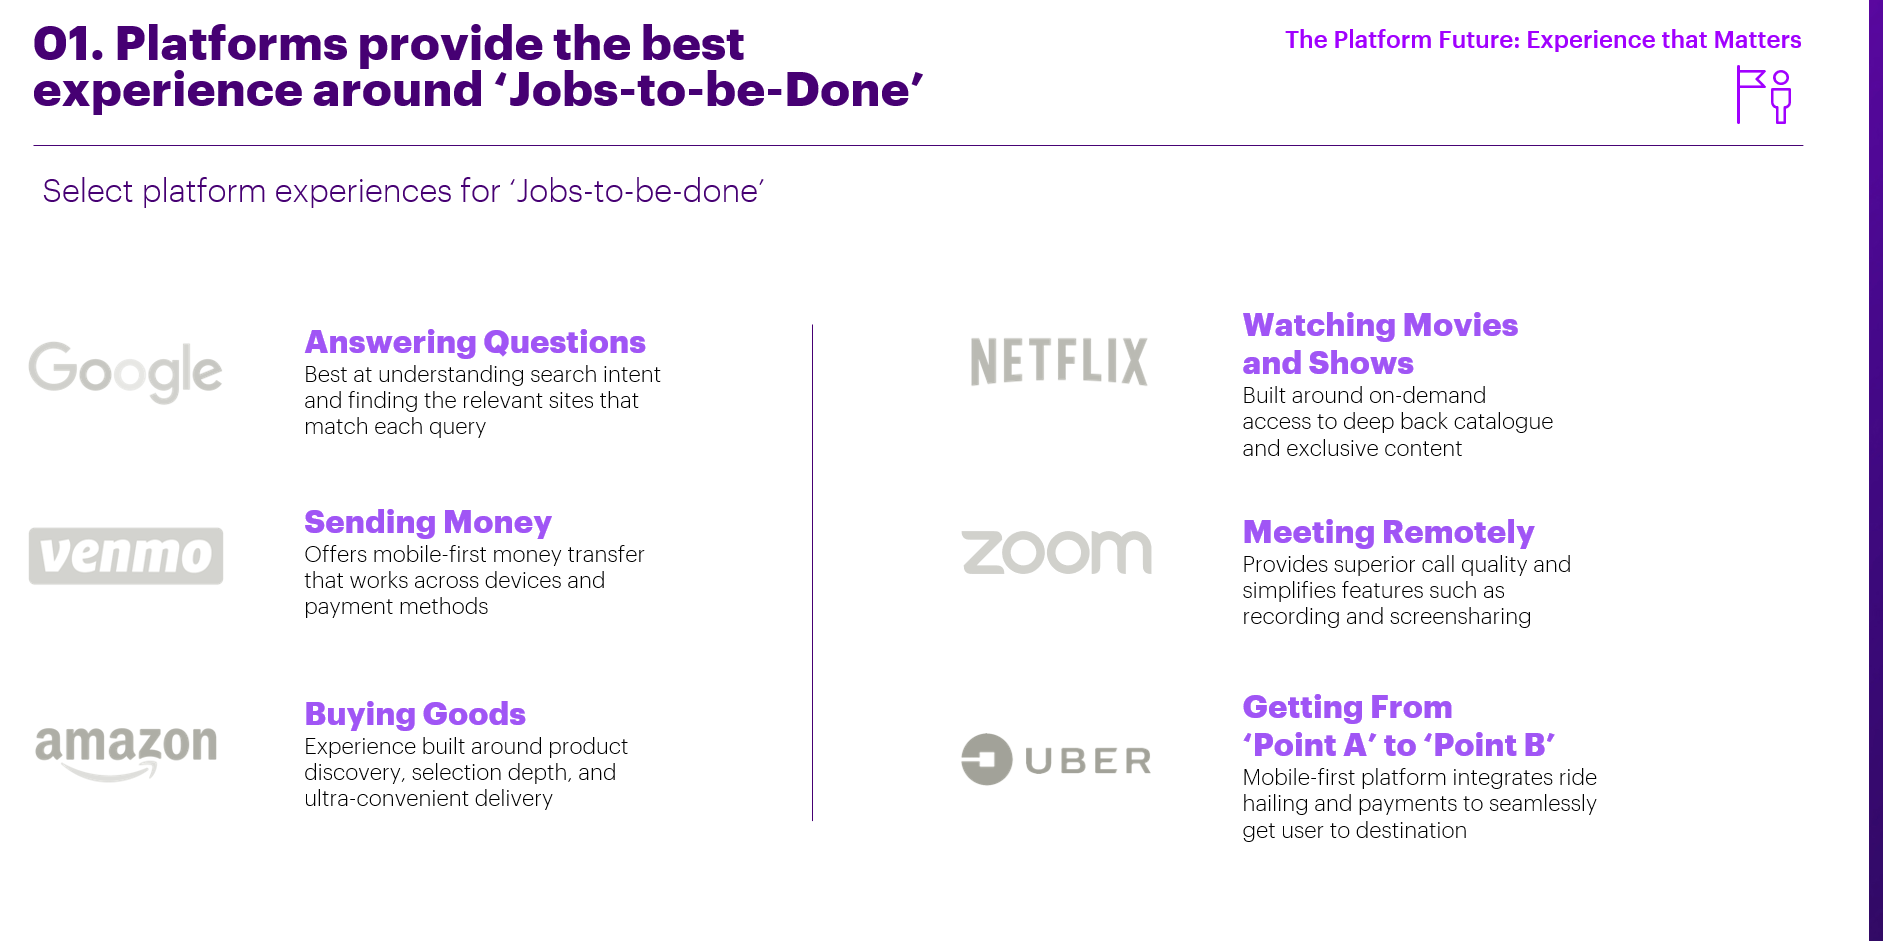 01. Platforms provide the best
experience around ‘Jobs-to-be-Done’
The Platform Future: Experience that Matters
Select platform experiences for ‘Jobs-to-be-done’
Google
Answering Questions
Best at understanding search intent
and finding the relevant sites that
match each query
venmo
Sending Money
Offers mobile-first money transfer
that works across devices and
payment methods
amazon
Buying Goods
Experience built around product
discovery, selection depth, and
ultra-convenient delivery
NETFLIX
Watching Movies
and Shows
Built around on-demand
access to deep back catalogue
and exclusive content
zoom
Meeting Remotely
Provides superior call quality and
simplifies features such as
recording and screensharing
UBER
Getting From
‘Point A’ to ‘Point B’
Mobile-first platform integrates ride
hailing and payments to seamlessly
get user to destination